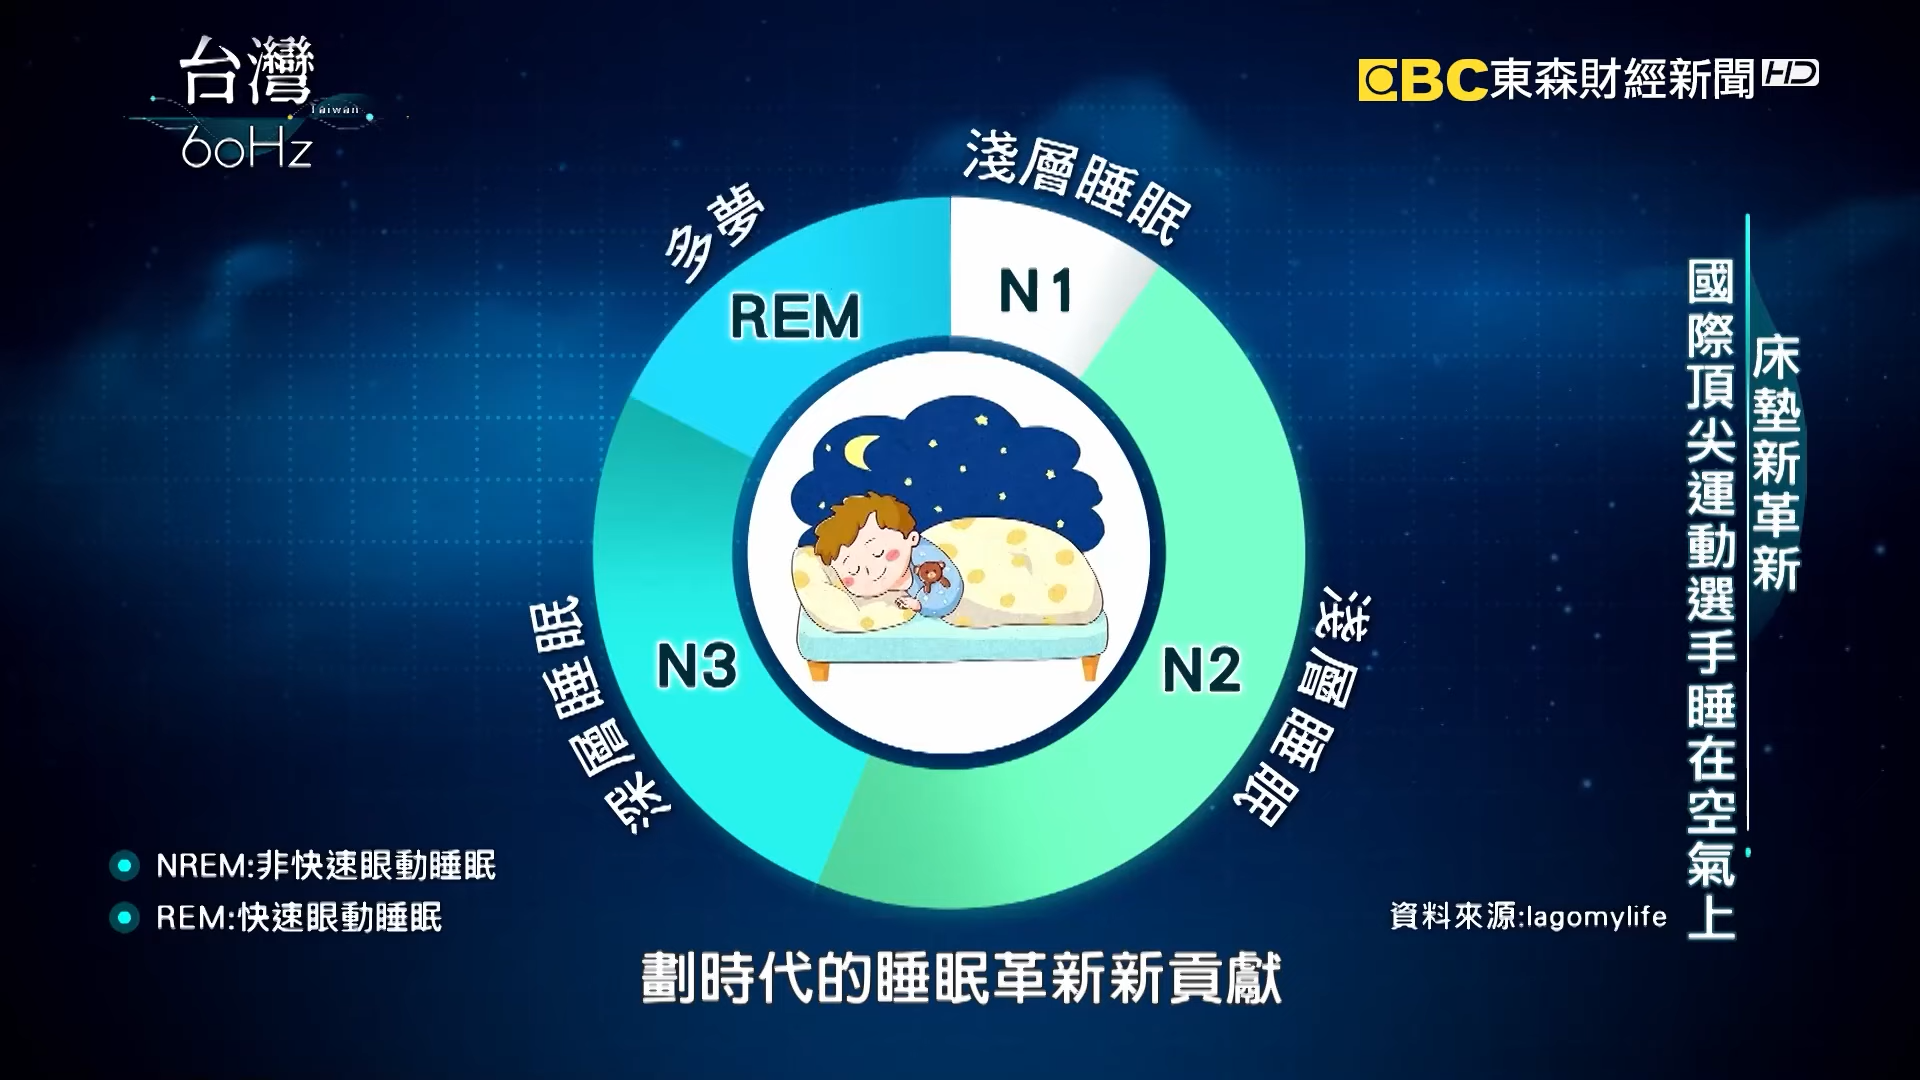 台灣
Taiwan
60Hz
EBC東森財經新聞HD
淺層睡眠
多夢
N1
REM
N2
N3
淺層睡眠
深層睡眠
床墊新革新
國際頂尖運動選手睡在空氣上
NREM:非快速眼動睡眠
REM:快速眼動睡眠
資料來源:lagomylife
劃時代的睡眠革新新貢獻